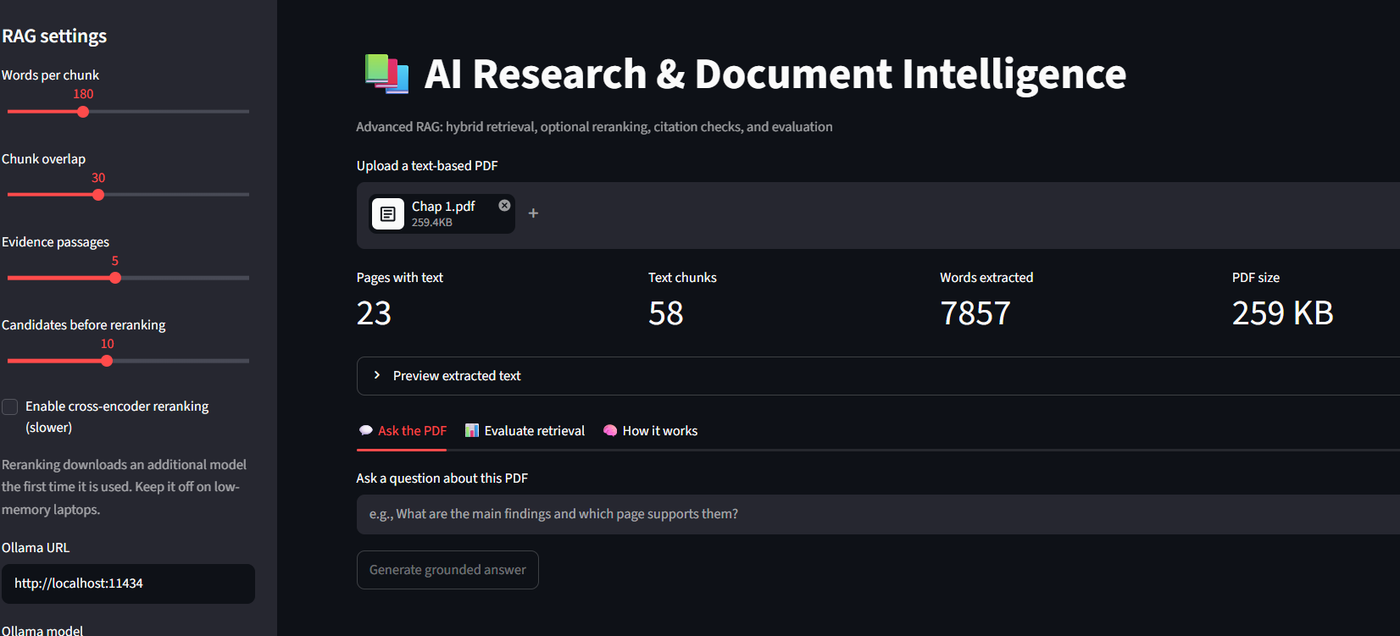 RAG settings
Words per chunk
180
Chunk overlap
30
Evidence passages
5
Candidates before reranking
10
Enable cross-encoder reranking
(slower)
Reranking downloads an additional model
the first time it is used. Keep it off on low-
memory laptops.
Ollama URL
http://localhost:11434
Ollama model
AI Research & Document Intelligence
Advanced RAG: hybrid retrieval, optional reranking, citation checks, and evaluation
Upload a text-based PDF
Chap 1.pdf
259.4KB
Pages with text
23
Text chunks
58
Words extracted
7857
PDF size
259 KB
Preview extracted text
Ask the PDF
Evaluate retrieval
How it works
Ask a question about this PDF
e.g., What are the main findings and which page supports them?
Generate grounded answer